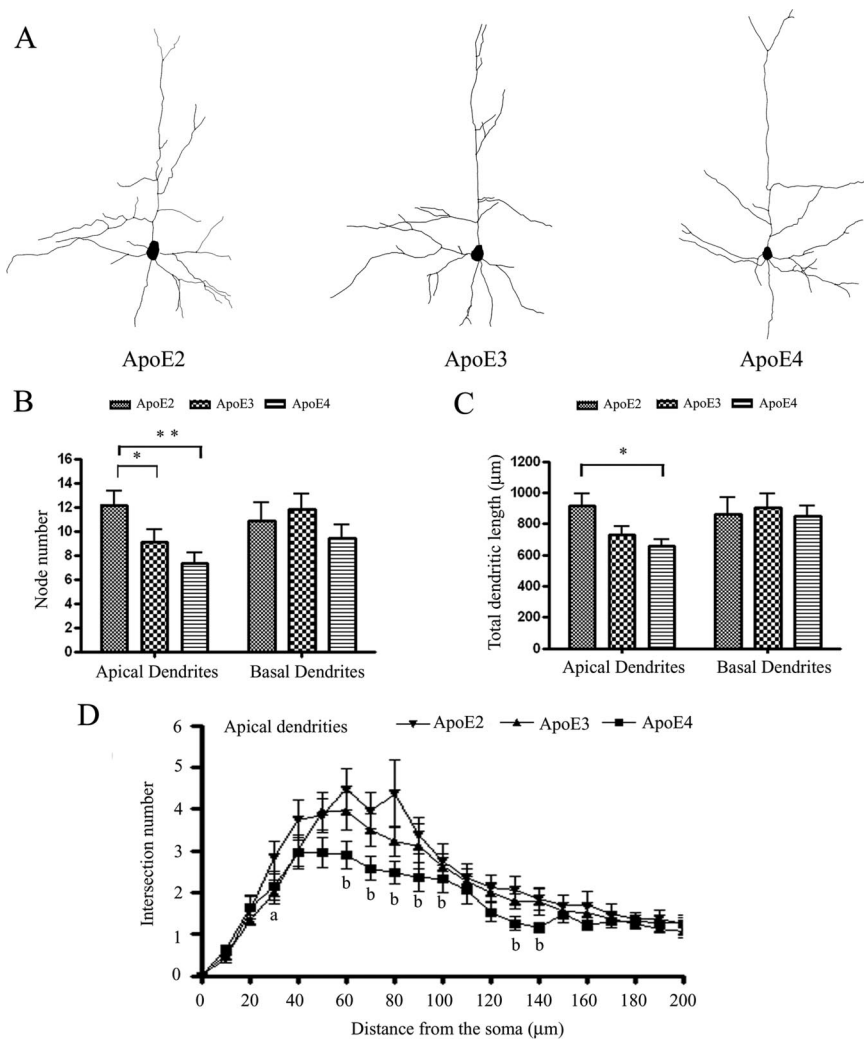 A
ApoE2 ApoE3 ApoE4
B
ApoE2 ApoE3 ApoE4
* *
*
16
14
12
10
8
6
4
2
0
Node number
Apical Dendrites Basal Dendrites
C
ApoE2 ApoE3 ApoE4
*
1200
1000
800
600
400
200
0
Total dendritic length (μm)
Apical Dendrites Basal Dendrites
D
Apical dendrities
ApoE2 ApoE3 ApoE4
6
5
4
3
2
1
0
Intersection number
a
b b b b b
b b
0 20 40 60 80 100 120 140 160 180 200
Distance from the soma (μm)